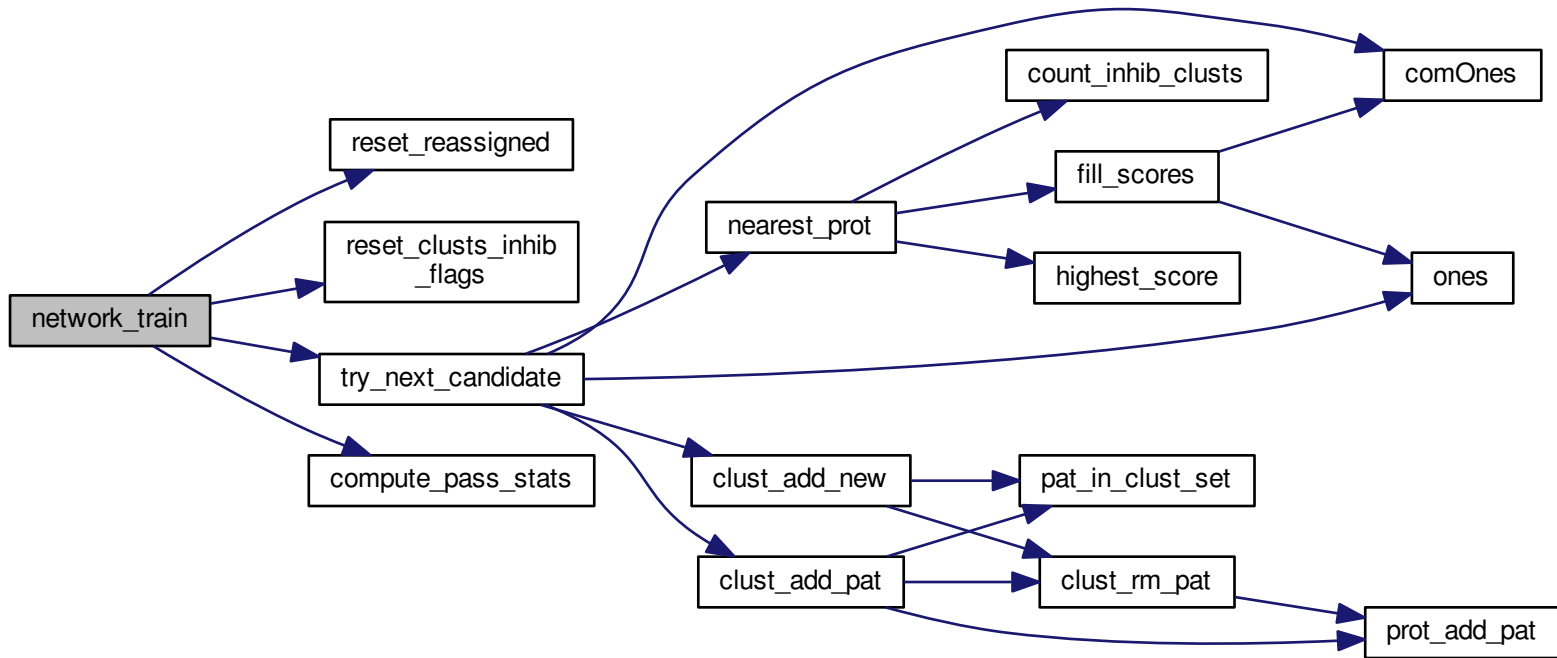 network_train
reset_reassigned
reset_clusts_inhib
_flags
try_next_candidate
compute_pass_stats
nearest_prot
clust_add_new
clust_add_pat
count_inhib_clusts
fill_scores
highest_score
pat_in_clust_set
clust_rm_pat
comOnes
ones
prot_add_pat